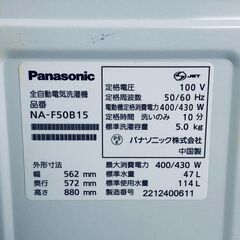 Panasonic
全自動電気洗濯機
品番
NA-F50B15
JET
定格電圧 100 V
定格周波数 50/60 Hz
電動機定格消費電力 400/430 W
定格時間 洗いのみ 10 分
標準洗濯容量 5.0 kg
パナソニック株式会社
中国製
外形寸法
幅 562 mm
奥行 572 mm
高さ 880 mm
最大消費電力 400/430 W
標準水量 47 L
標準使用水量 114 L
製造番号 2212400611